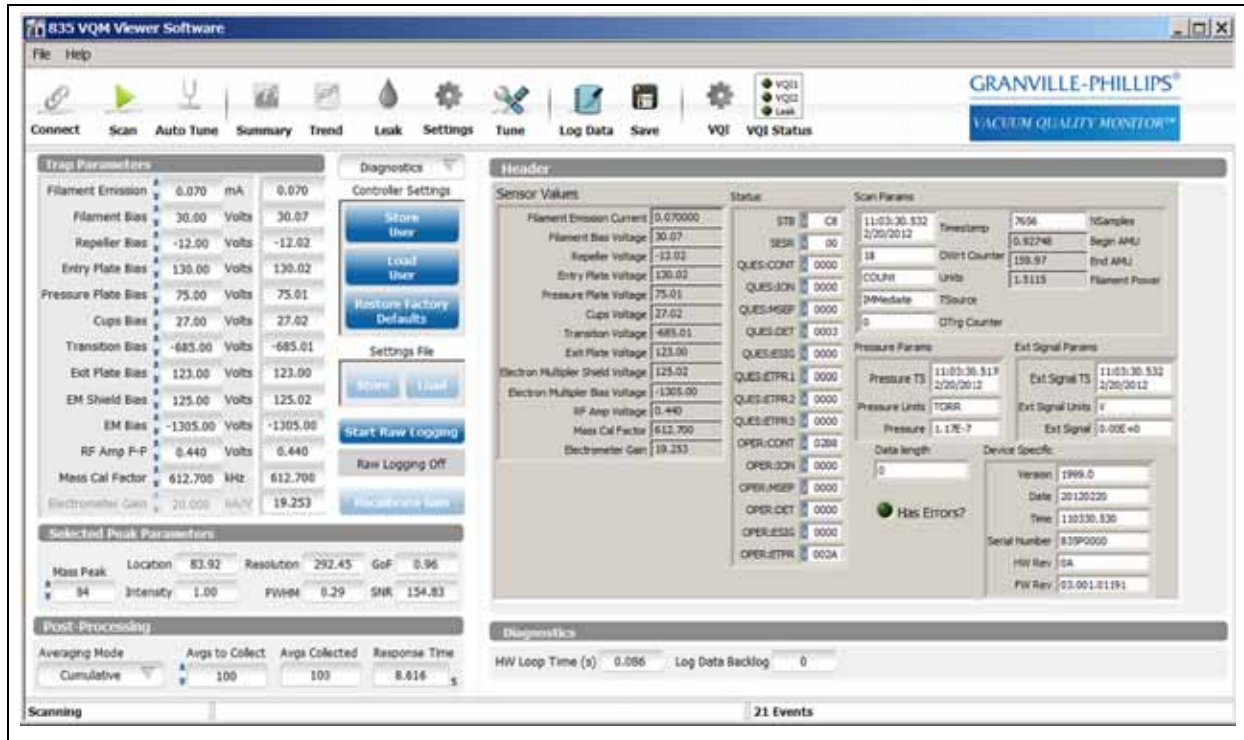 835 VQM Viewer Software
File Help
Connect Scan Auto Tune Summary Trend Leak Settings Tune Log Data Save VQI VQI Status
VQI1
VQI2
Leak
GRANVILLE-PHILLIPS®
VACUUM QUALITY MONITOR™
Trap Parameters
Filament Emission 0.070 mA 0.070
Filament Bias 30.00 Volts 30.07
Repeller Bias -12.00 Volts -12.02
Entry Plate Bias 130.00 Volts 130.02
Pressure Plate Bias 75.00 Volts 75.01
Cups Bias 27.00 Volts 27.02
Transition Bias -685.00 Volts -685.01
Exit Plate Bias 123.00 Volts 123.00
EM Shield Bias 125.00 Volts 125.02
EM Bias -1305.00 Volts -1305.00
RF Amp P-P 0.440 Volts 0.440
Mass Cal Factor 612.700 kHz 612.700
Electrometer Gain 20.000 nA/V 19.253
Diagnostics
Controller Settings
Store User
Load User
Restore Factory Defaults
Settings File
Store Load
Start Raw Logging
Raw Logging Off
Selected Peak Parameters
Mass Peak Location 83.92 Resolution 292.45 GoF 0.96
84 Intensity 1.00 FWHM 0.29 SNR 154.83
Post-Processing
Averaging Mode Avgs to Collect Avgs Collected Response Time
Cumulative 100 100 8.616 s
Header
Sensor Values
Filament Emission Current 0.070000
Filament Bias Voltage 30.07
Repeller Voltage -12.02
Entry Plate Voltage 130.02
Pressure Plate Voltage 75.01
Cups Voltage 27.02
Transition Voltage -685.01
Exit Plate Voltage 123.00
Electron Multiplier Shield Voltage 125.02
Electron Multiplier Bias Voltage -1305.00
RF Amp Voltage 0.440
Mass Cal Factor 612.700
Electrometer Gain 19.253
Status
STB C8
SESR 00
QUES:CONT 0000
QUES:ION 0000
QUES:MSEP 0000
QUES:DET 0003
QUES:ESIG 0000
QUES:ETPR1 0000
QUES:ETPR2 0000
QUES:ETPR3 0000
OPER:CONT 0288
OPER:ION 0000
OPER:MSEP 0000
OPER:DET 0000
OPER:ESIG 0000
OPER:ETPR 002A
Scan Params
11:03:30.532
2/20/2012 Timestamp
18 OWrt Counter
COUNt Units
IMMediate TSource
0 OTrg Counter
7656 NSamples
0.92748 Begin AMU
159.97 End AMU
1.5115 Filament Power
Pressure Params
Pressure TS 11:03:30.517
2/20/2012
Pressure Units TORR
Pressure 1.17E-7
Ext Signal Params
Ext Signal TS 11:03:30.532
2/20/2012
Ext Signal Units V
Ext Signal 0.00E+0
Data length
0
Has Errors?
Device Specific
Version 1999.0
Date 20120220
Time 110330.530
Serial Number 835P0000
HW Rev 0A
FW Rev 03.001.01191
Diagnostics
HW Loop Time (s) 0.086 Log Data Backlog 0
Scanning
21 Events